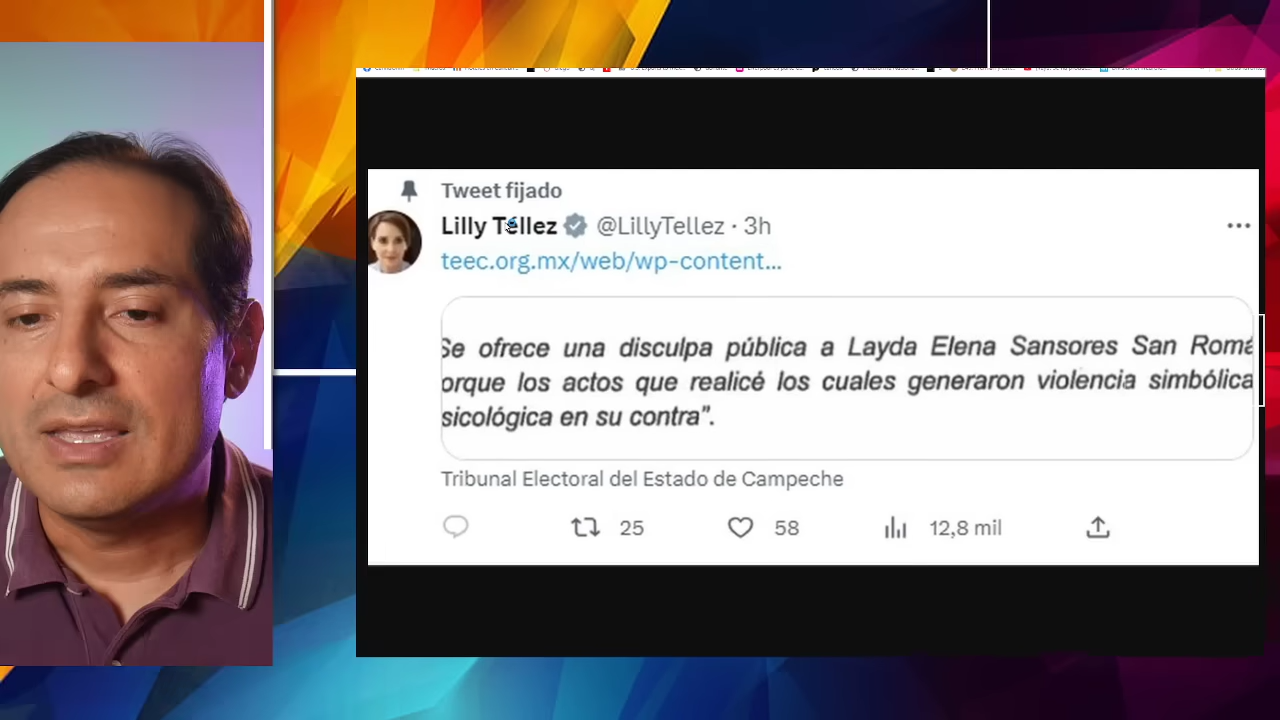 Tweet fijado
Lilly Téllez @LillyTellez · 3h
teec.org.mx/web/wp-content...
Se ofrece una disculpa pública a Layda Elena Sansores San Romá
orque los actos que realicé los cuales generaron violencia simbólica
sicológica en su contra".
Tribunal Electoral del Estado de Campeche
25 58 12,8 mil